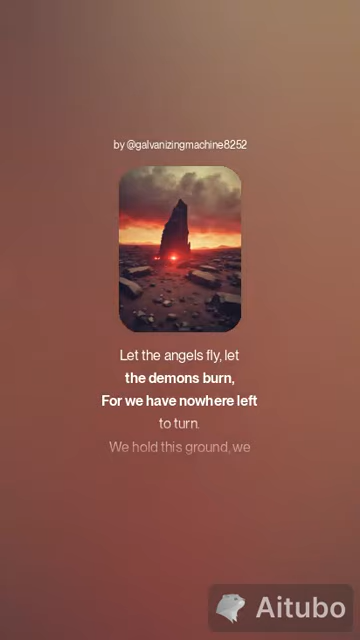 by @galvanizingmachine8252
Let the angels fly, let
the demons burn,
For we have nowhere left
to turn.
We hold this ground, we
Aitubo